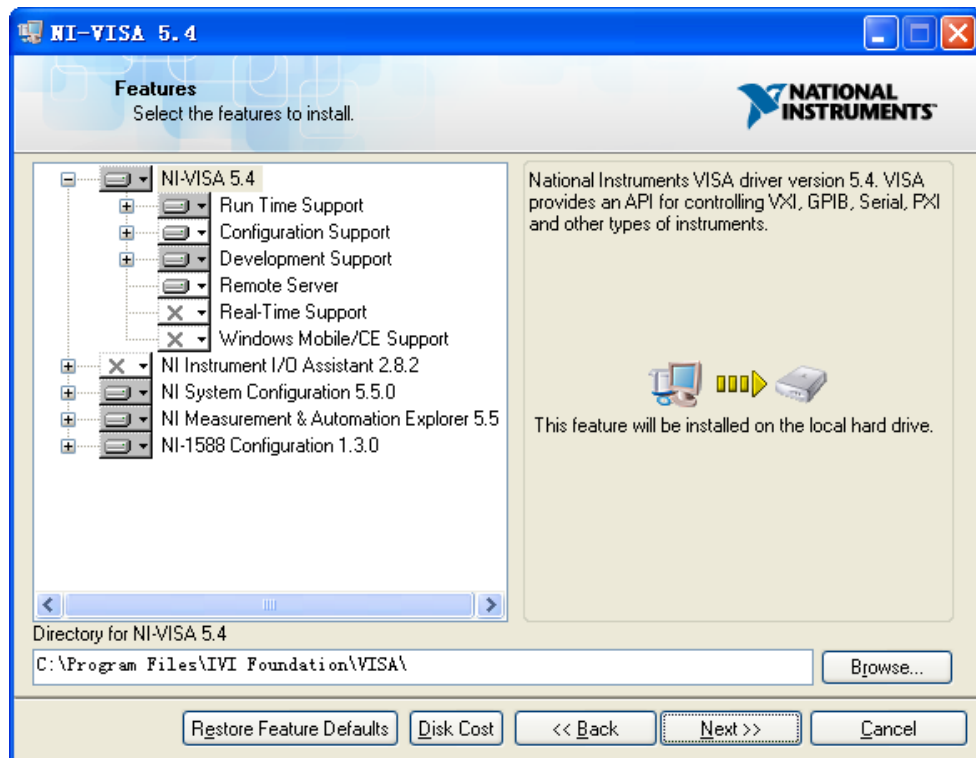 NI-VISA 5.4
Features
Select the features to install.
NATIONAL
INSTRUMENTS™
NI-VISA 5.4
Run Time Support
Configuration Support
Development Support
Remote Server
Real-Time Support
Windows Mobile/CE Support
NI Instrument I/O Assistant 2.8.2
NI System Configuration 5.5.0
NI Measurement & Automation Explorer 5.5
NI-1588 Configuration 1.3.0
National Instruments VISA driver version 5.4. VISA
provides an API for controlling VXI, GPIB, Serial, PXI
and other types of instruments.
This feature will be installed on the local hard drive.
Directory for NI-VISA 5.4
C:\Program Files\IVI Foundation\VISA\
Browse...
Restore Feature Defaults
Disk Cost
<< Back
Next >>
Cancel